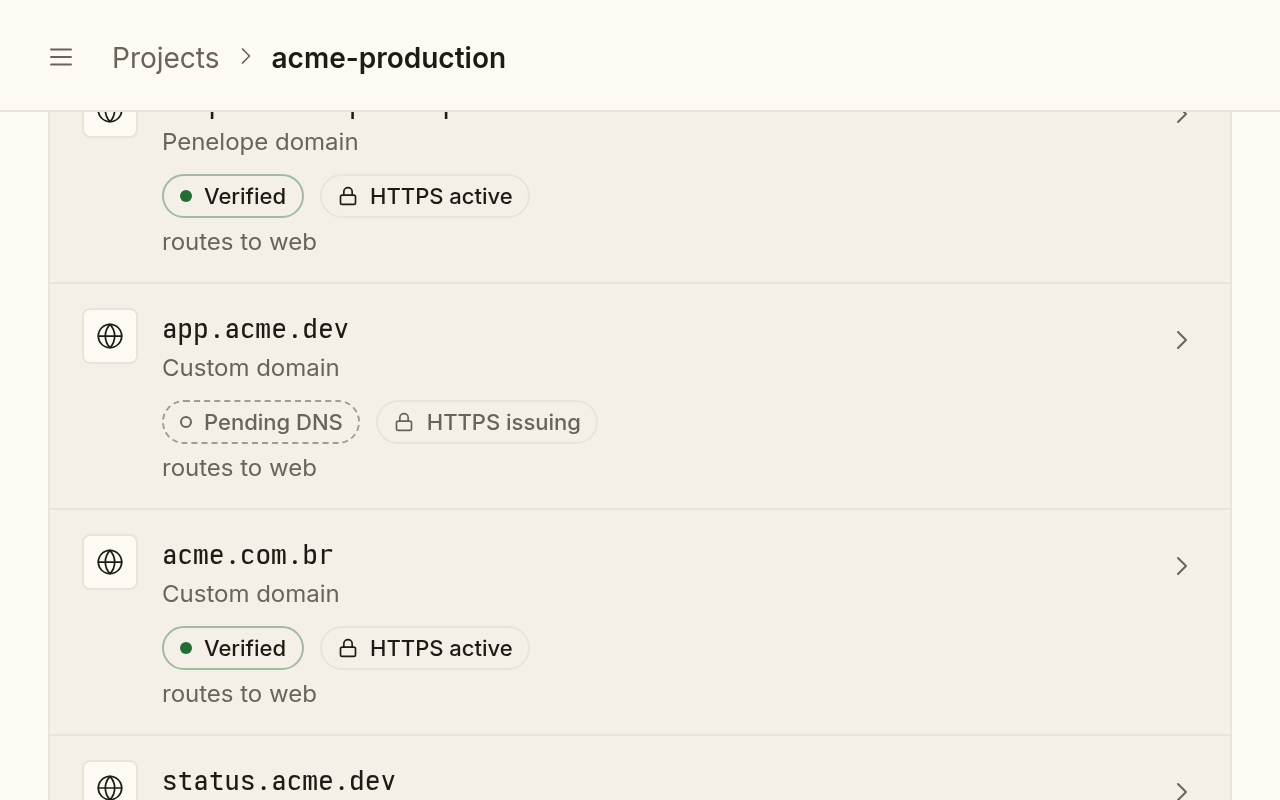 Projects
acme-production
Penelope domain
Verified
HTTPS active
routes to web
app.acme.dev
Custom domain
Pending DNS
HTTPS issuing
routes to web
acme.com.br
Custom domain
Verified
HTTPS active
routes to web
status.acme.dev